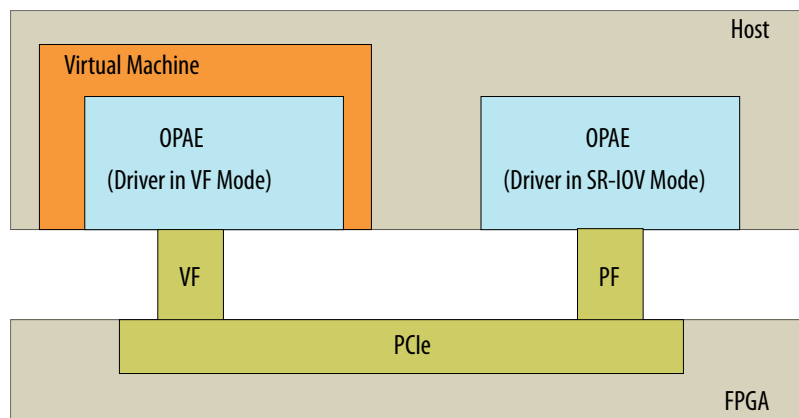 Host
Virtual Machine
OPAE
(Driver in VF Mode)
OPAE
(Driver in SR-IOV Mode)
VF
PF
PCIe
FPGA